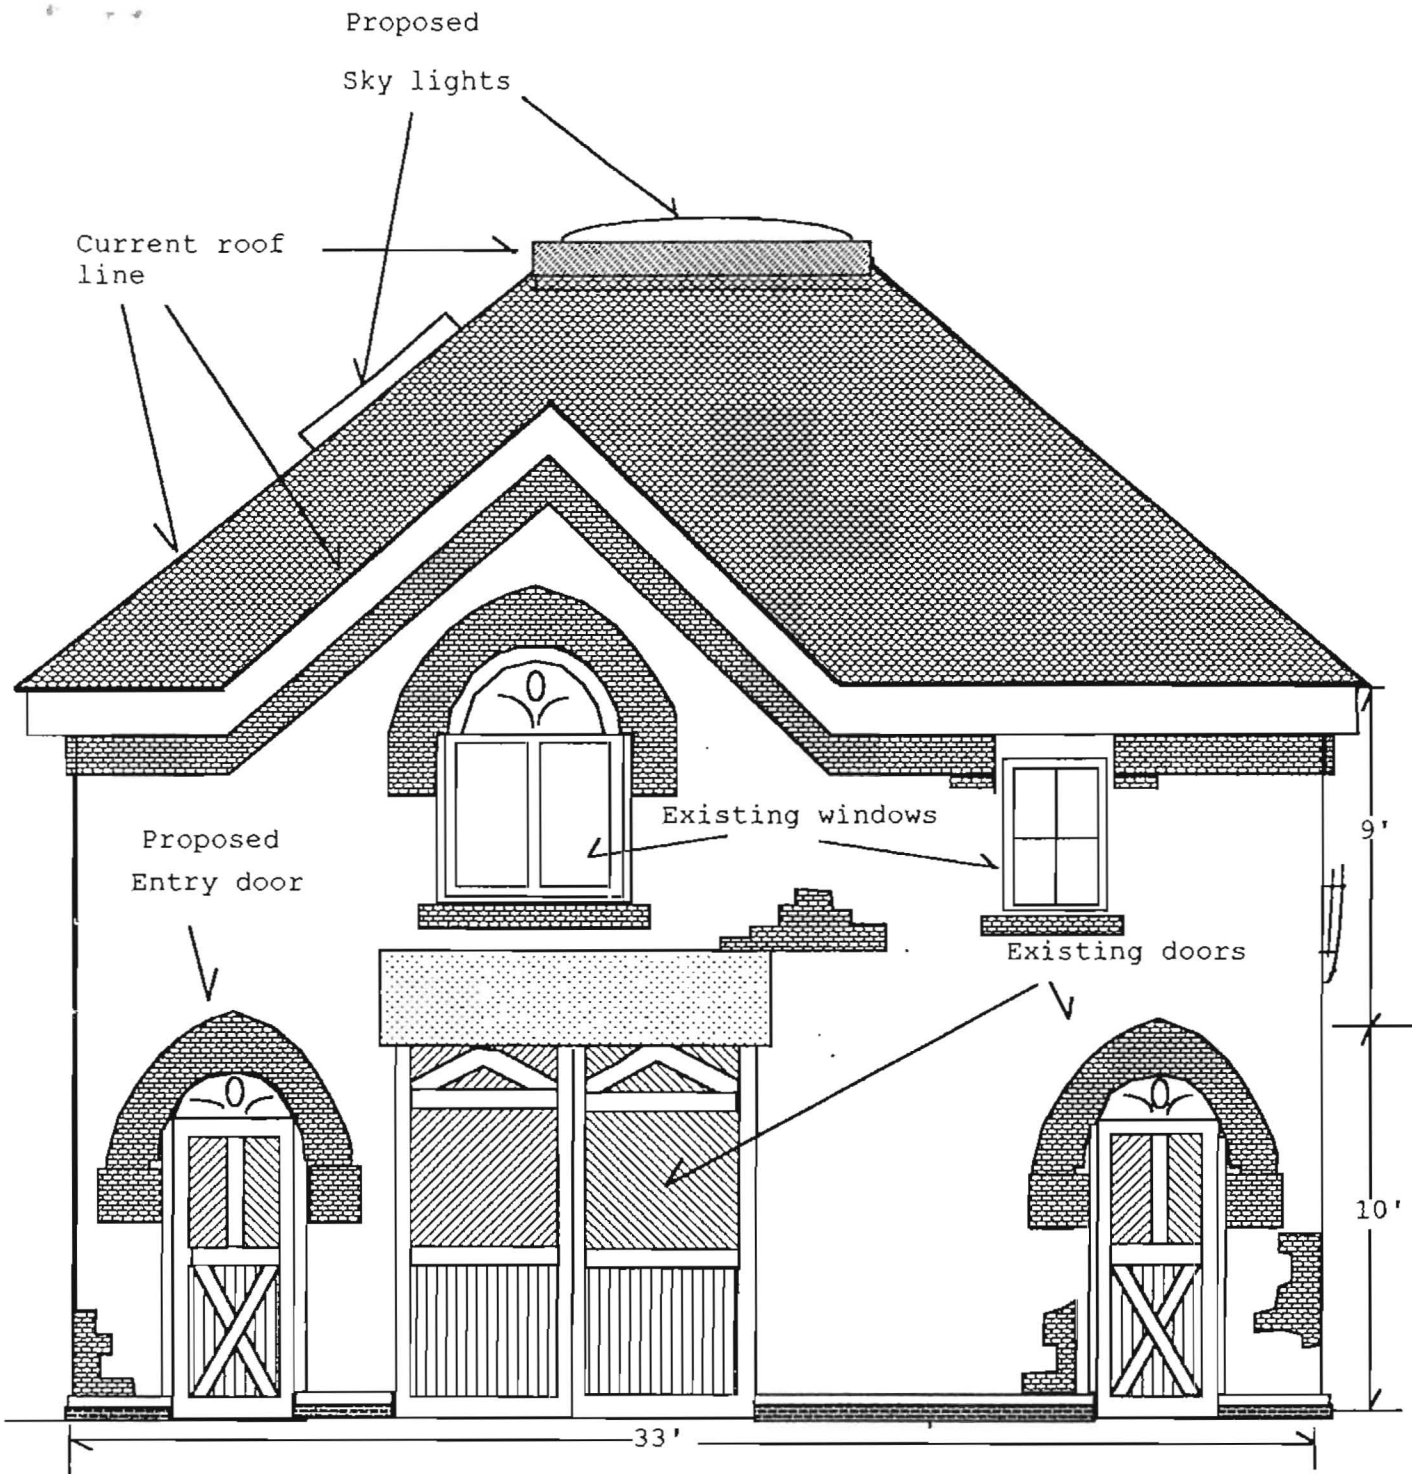 Proposed
Sky lights
Current roof
line
Existing windows
9'
Proposed
Entry door
Existing doors
10'
33'